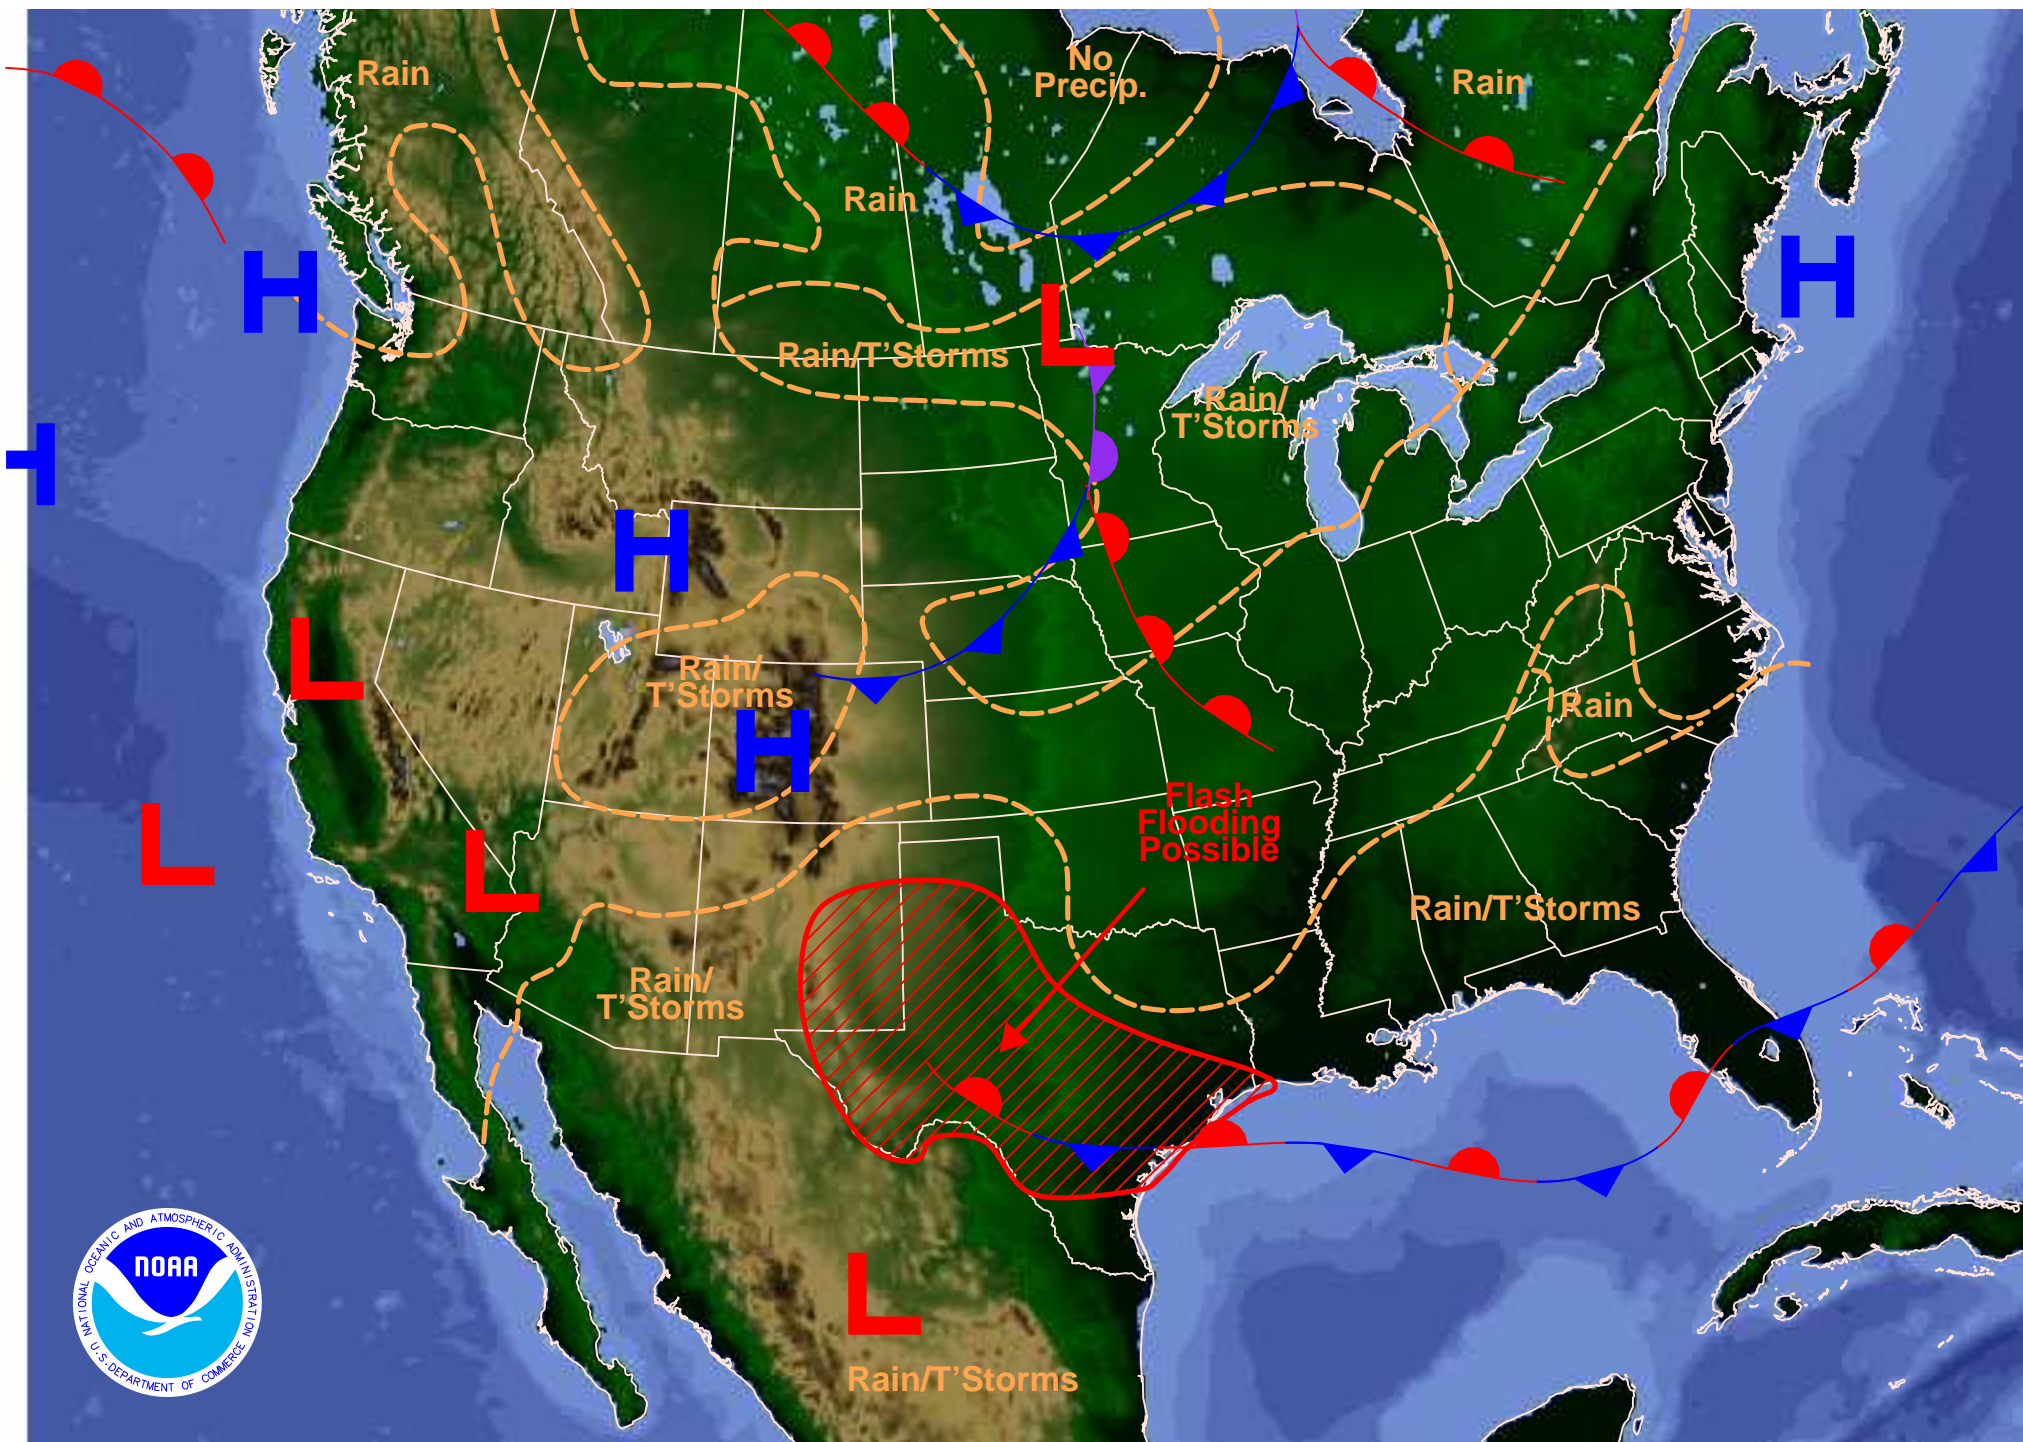 Rain
No
Precip.
Rain
Rain
H
H
L
Rain/T'Storms
Rain/
T'Storms
H
H
L
Rain/
T'Storms
H
Rain
Flash
Flooding
Possible
L
L
Rain/T'Storms
Rain/
T'Storms
L
Rain/T'Storms
NATIONAL OCEANIC AND ATMOSPHERIC ADMINISTRATION
NOAA
U.S. DEPARTMENT OF COMMERCE